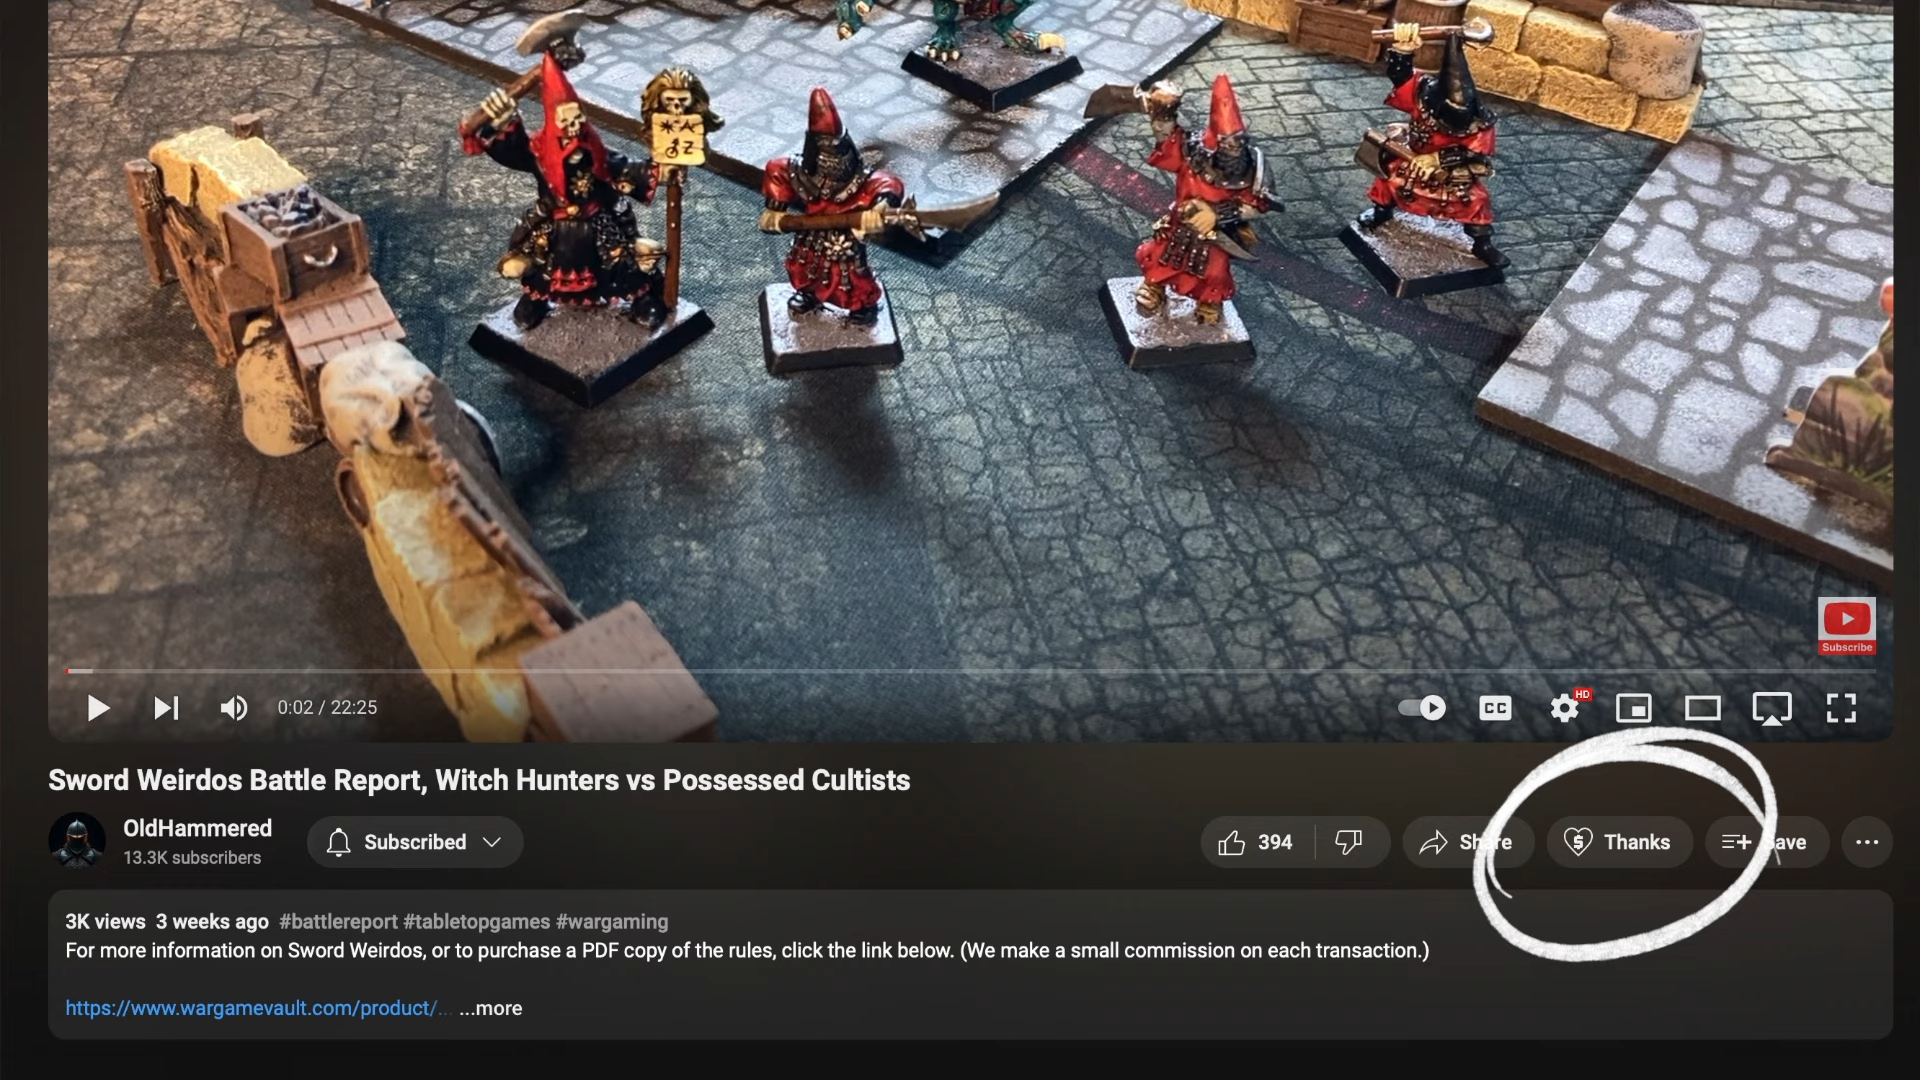 Subscribe
0:02 / 22:25
CC
HD
Sword Weirdos Battle Report, Witch Hunters vs Possessed Cultists
OldHammered
13.3K subscribers
Subscribed
394
Share
Thanks
Save
3K views 3 weeks ago #battlereport #tabletopgames #wargaming
For more information on Sword Weirdos, or to purchase a PDF copy of the rules, click the link below. (We make a small commission on each transaction.)
https://www.wargamevault.com/product/... ...more